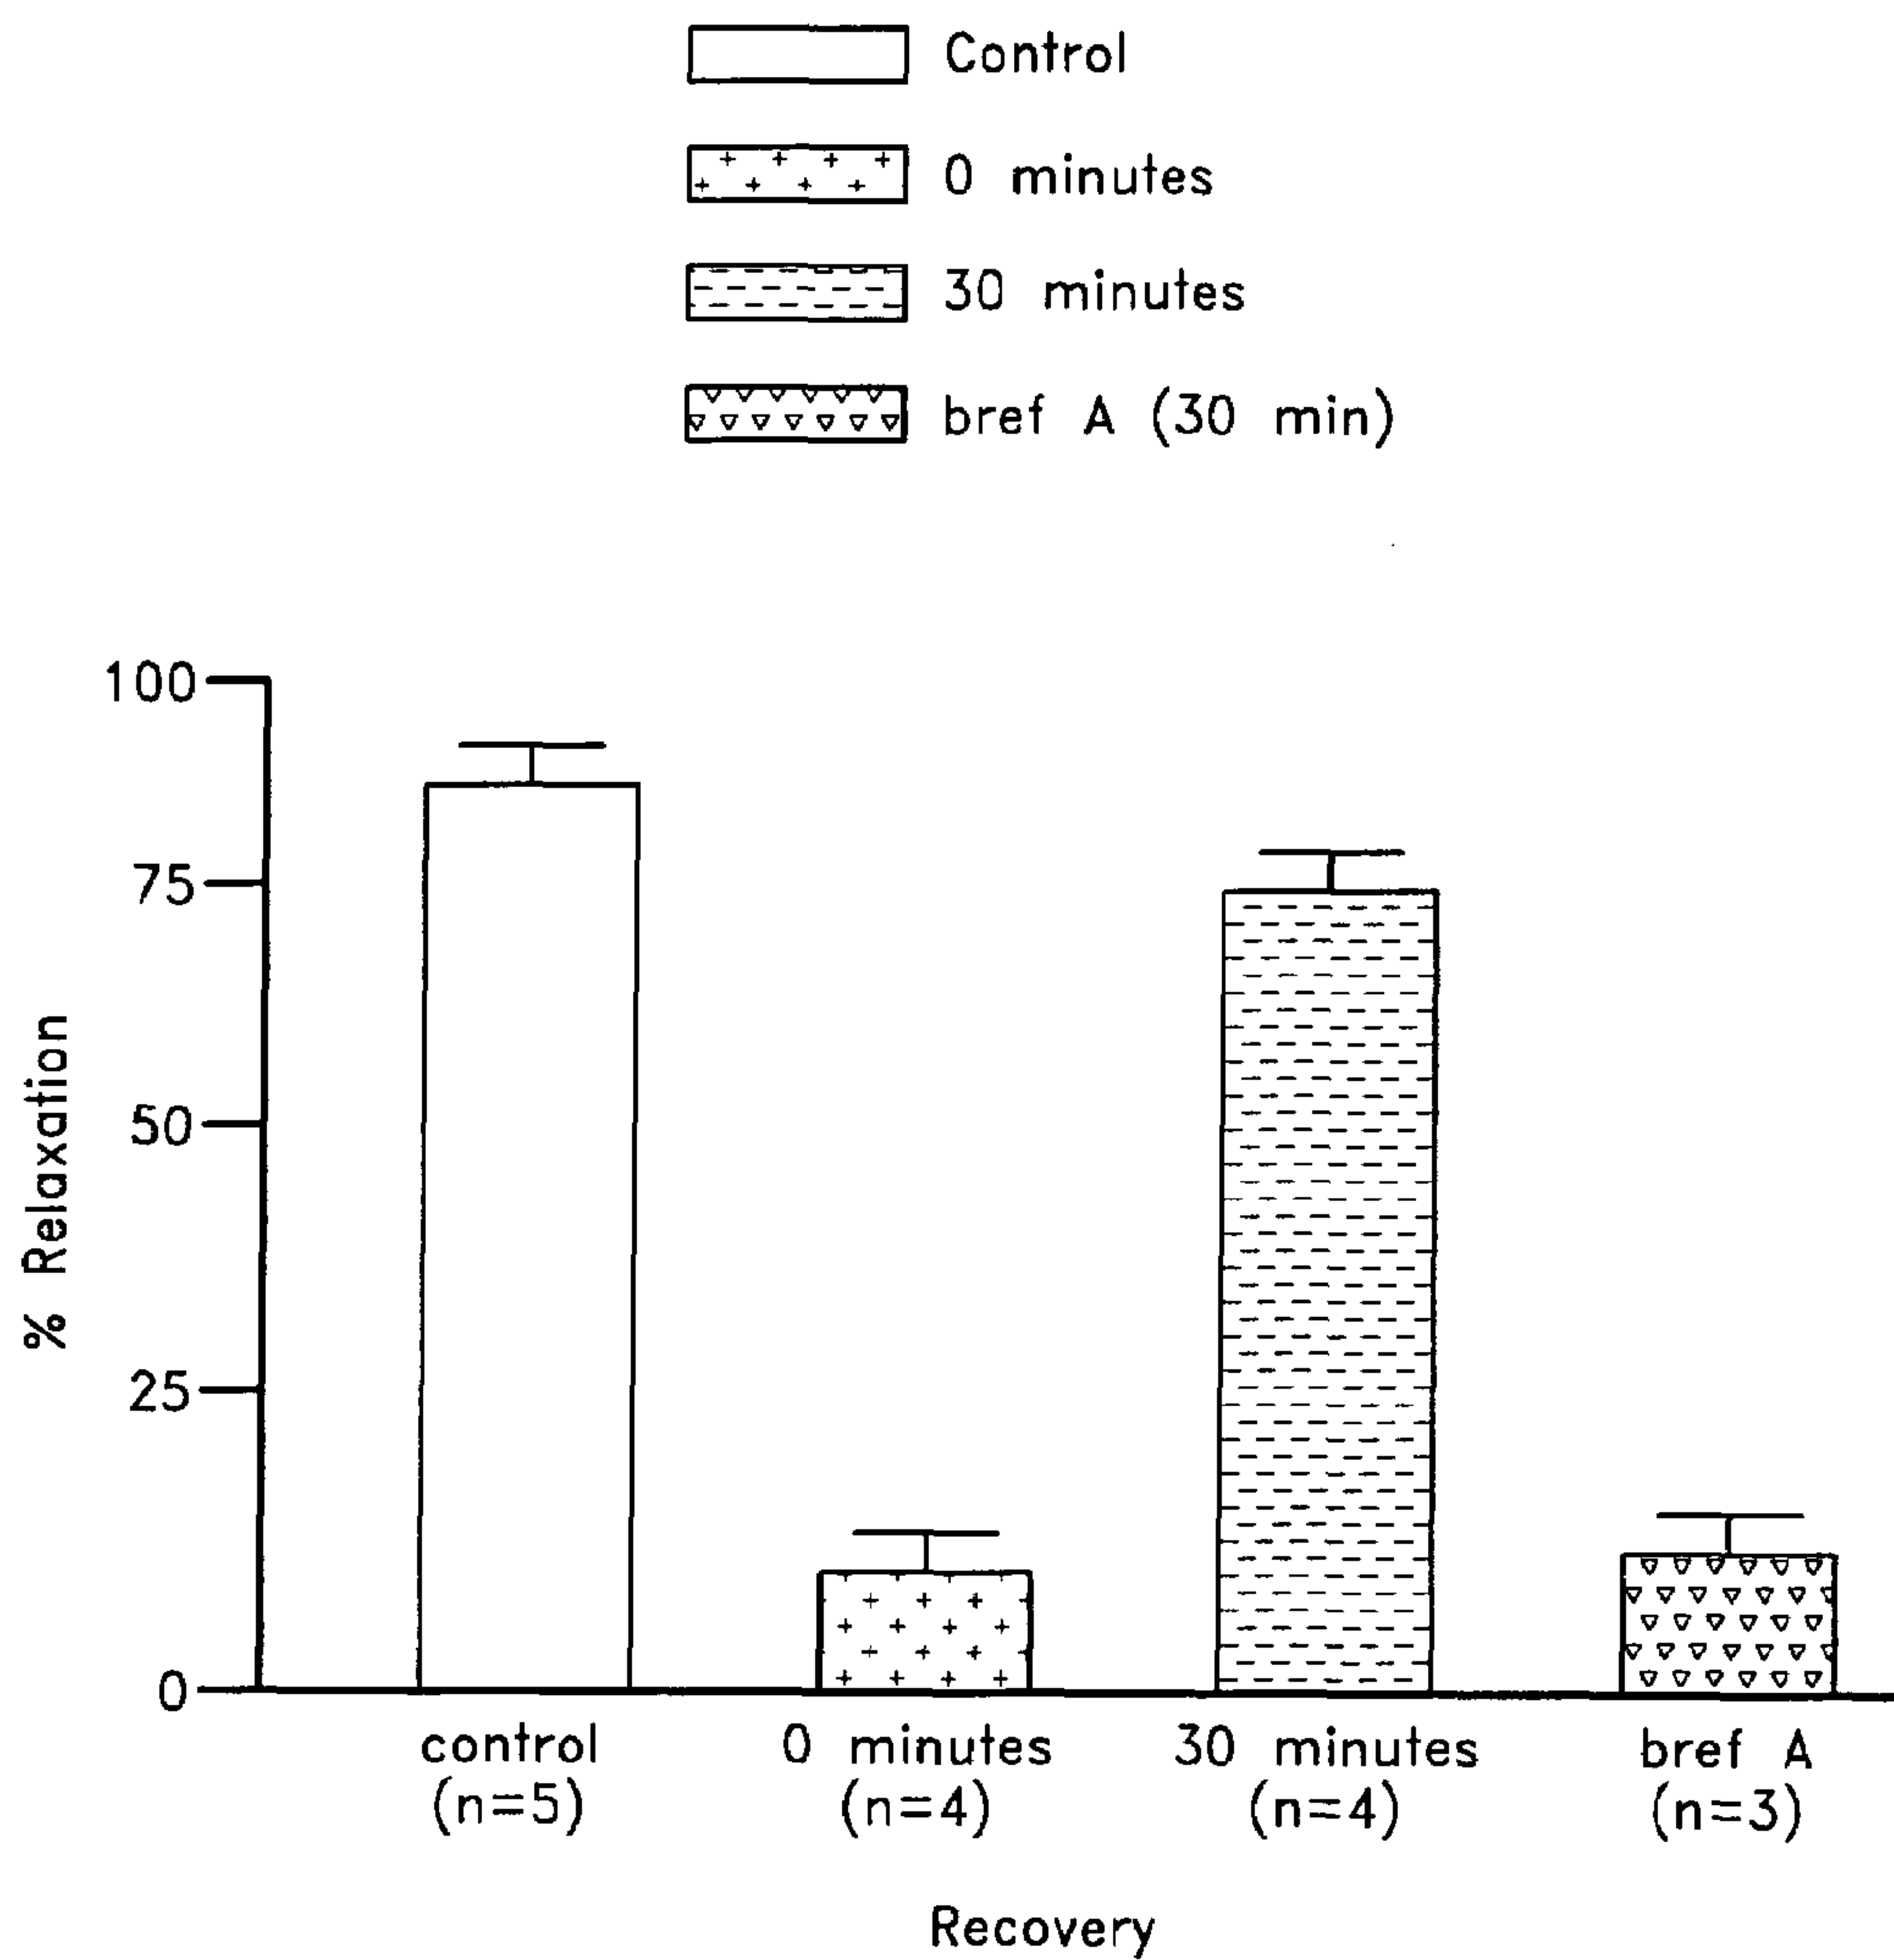 Control
0 minutes
30 minutes
bref A (30 min)
100
75
50
25
0
% Relaxation
control
(n=5)
0 minutes
(n=4)
30 minutes
(n=4)
bref A
(n=3)
Recovery